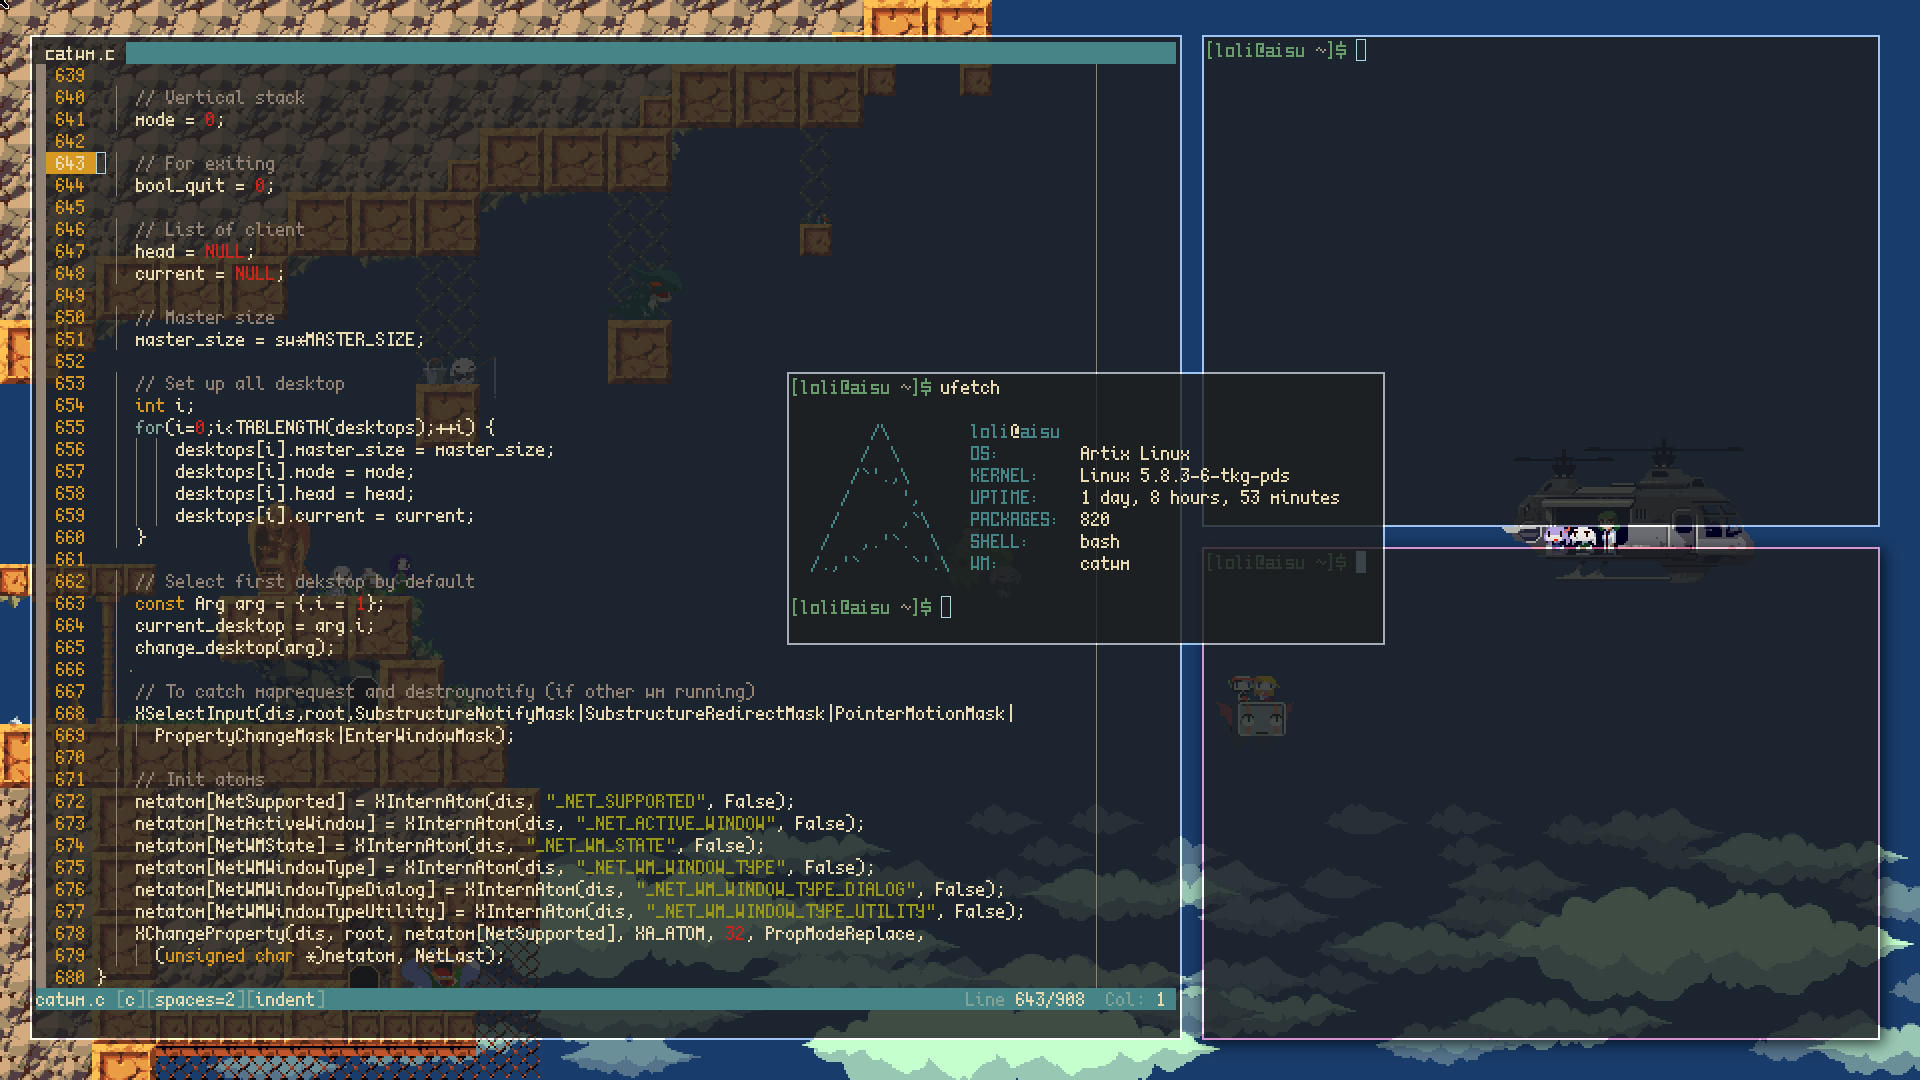 catwm.c
639
640 // Vertical stack
641 mode = 0;
642
643 // For exiting
644 bool_quit = 0;
645
646 // List of client
647 head = NULL;
648 current = NULL;
649
650 // Master size
651 master_size = sw*MASTER_SIZE;
652
653 // Set up all desktop
654 int i;
655 for(i=0;i<TABLENGTH(desktops);++i) {
656 desktops[i].master_size = master_size;
657 desktops[i].mode = mode;
658 desktops[i].head = head;
659 desktops[i].current = current;
660 }
661
662 // Select first dekstop by default
663 const Arg arg = {.i = 1};
664 current_desktop = arg.i;
665 change_desktop(arg);
666
667 // To catch maprequest and destroynotify (if other wm running)
668 XSelectInput(dis,root,SubstructureNotifyMask|SubstructureRedirectMask|PointerMotionMask|
669 PropertyChangeMask|EnterWindowMask);
670
671 // Init atoms
672 netatom[NetSupported] = XInternAtom(dis, "_NET_SUPPORTED", False);
673 netatom[NetActiveWindow] = XInternAtom(dis, "_NET_ACTIVE_WINDOW", False);
674 netatom[NetWMState] = XInternAtom(dis, "_NET_WM_STATE", False);
675 netatom[NetWMWindowType] = XInternAtom(dis, "_NET_WM_WINDOW_TYPE", False);
676 netatom[NetWMWindowTypeDialog] = XInternAtom(dis, "_NET_WM_WINDOW_TYPE_DIALOG", False);
677 netatom[NetWMWindowTypeUtility] = XInternAtom(dis, "_NET_WM_WINDOW_TYPE_UTILITY", False);
678 XChangeProperty(dis, root, netatom[NetSupported], XA_ATOM, 32, PropModeReplace,
679 (unsigned char *)netatom, NetLast);
680 }
catwm.c [c][spaces=2][indent] Line 643/908 Col: 1
[loli@aisu ~]$ ufetch
loli@aisu
OS: Artix Linux
KERNEL: Linux 5.8.3-6-tkg-pds
UPTIME: 1 day, 8 hours, 53 minutes
PACKAGES: 820
SHELL: bash
WM: catwm
[loli@aisu ~]$
[loli@aisu ~]$
[loli@aisu ~]$